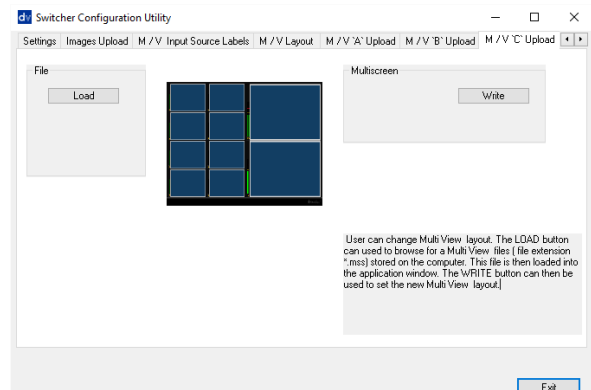 dv Switcher Configuration Utility
Settings Images Upload M / V Input Source Labels M / V Layout M / V `A` Upload M / V `B` Upload M / V `C` Upload
File
Load
Multiscreen
Write
User can change Multi View layout. The LOAD button
can used to browse for a Multi View files ( file extension
*.mss) stored on the computer. This file is then loaded into
the application window. The WRITE button can then be
used to set the new Multi View layout.
Exit